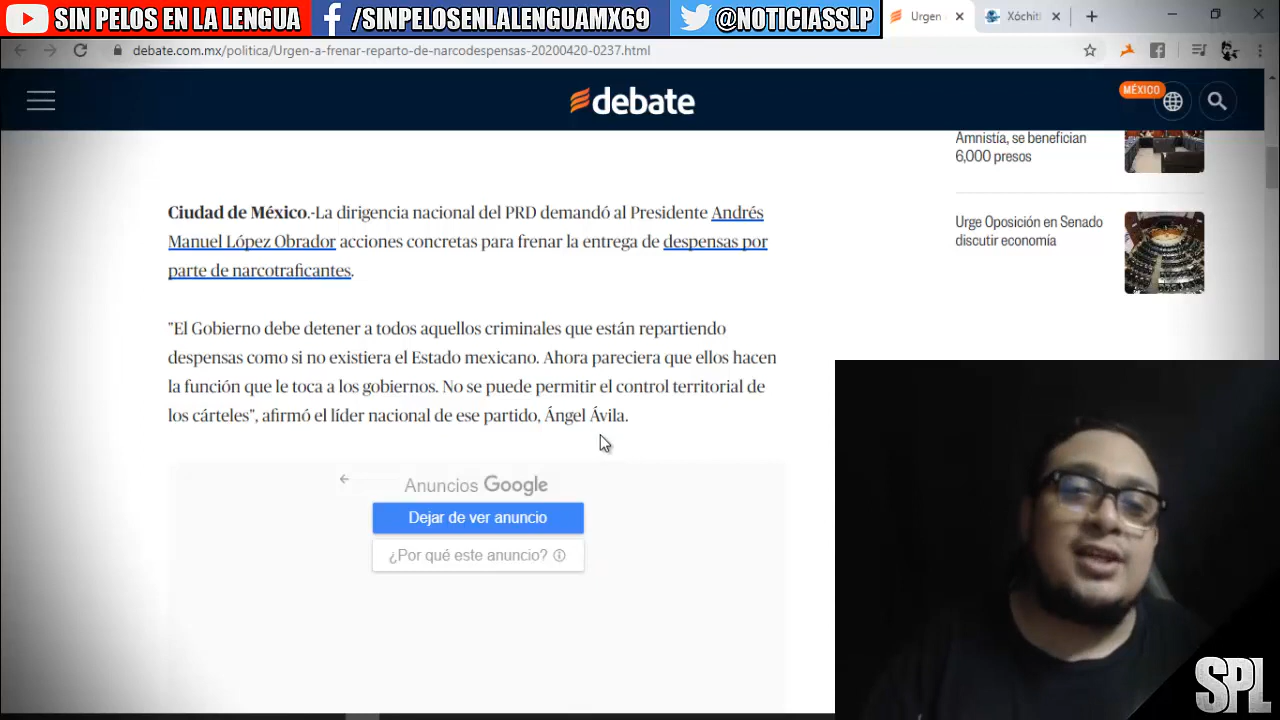 SIN PELOS EN LA LENGUA
/SINPELOSENLALENGUAMX69
@NOTICIASSLP
Urgen
Xóchitl
debate.com.mx/politica/Urgen-a-frenar-reparto-de-narcodespensas-20200420-0237.html
debate
MÉXICO
Amnistía, se benefician
6,000 presos
Urge Oposición en Senado
discutir economía
Ciudad de México.-La dirigencia nacional del PRD demandó al Presidente Andrés
Manuel López Obrador acciones concretas para frenar la entrega de despensas por
parte de narcotraficantes.
"El Gobierno debe detener a todos aquellos criminales que están repartiendo
despensas como si no existiera el Estado mexicano. Ahora pareciera que ellos hacen
la función que le toca a los gobiernos. No se puede permitir el control territorial de
los cárteles", afirmó el líder nacional de ese partido, Ángel Ávila.
Anuncios Google
Dejar de ver anuncio
¿Por qué este anuncio?
SPL